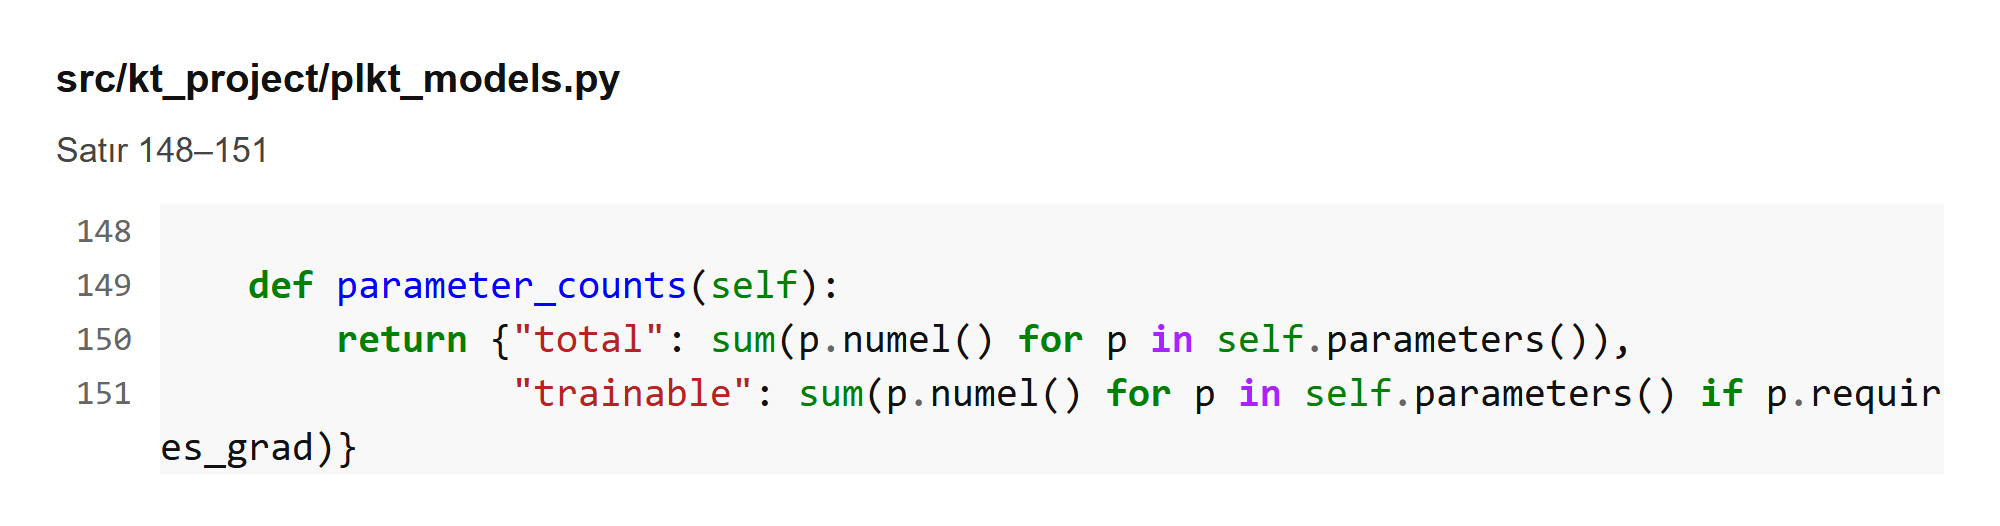 src/kt_project/plkt_models.py
Satır 148–151
148
149     def parameter_counts(self):
150         return {"total": sum(p.numel() for p in self.parameters()),
151                 "trainable": sum(p.numel() for p in self.parameters() if p.requir
es_grad)}